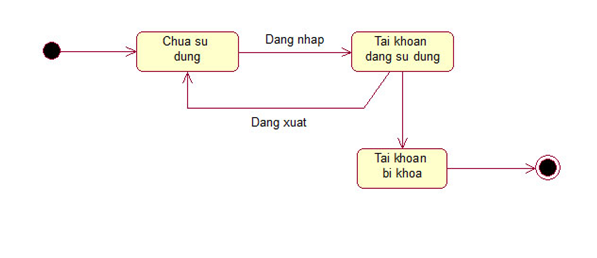 Chua su
dung
Dang nhap
Tai khoan
dang su dung
Dang xuat
Tai khoan
bi khoa